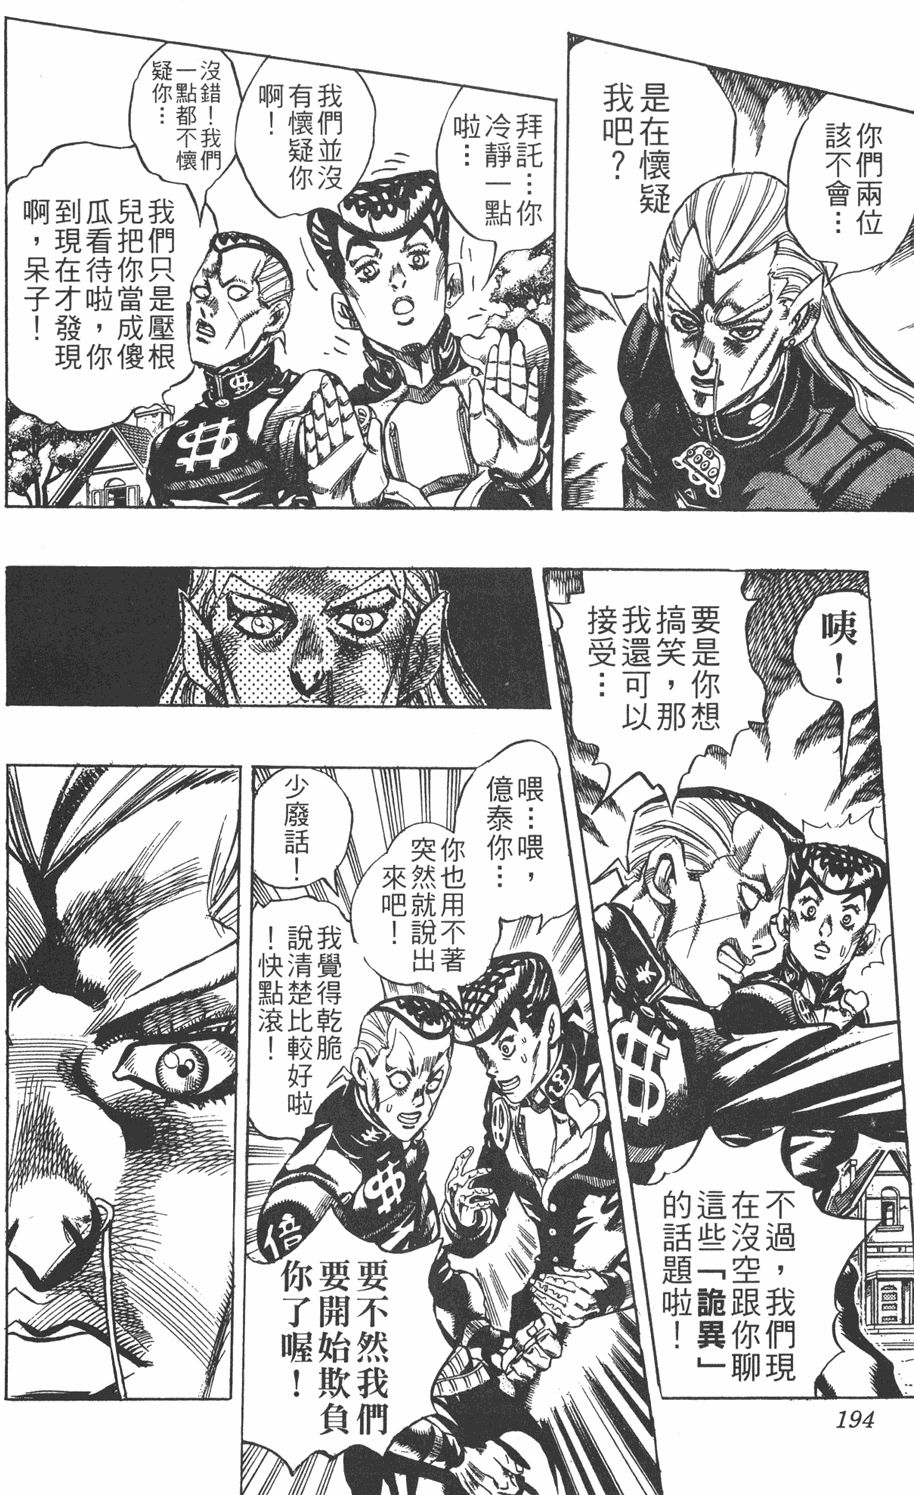 你們兩位
該不會…
是在懷疑
我吧？
拜託…你
冷靜一點
啦…
我們並沒
有懷疑你
啊！
沒錯！我們
一點都不懷
疑你…
我們只是壓根
兒把你當成傻
瓜看待啦，你
到現在才發現
啊，呆子！
咦！
要是你想
搞笑，那
我還可以
接受…
不過，我們現
在沒空跟你聊
這些「詭異」
的話題啦！
喂…喂，
億泰你…
你也用不著
突然就說出
來吧！
少廢話！
我覺得乾脆
說清楚比較好啦
！快點滾！
倍
要不然我們
要開始欺負
你了喔！
194